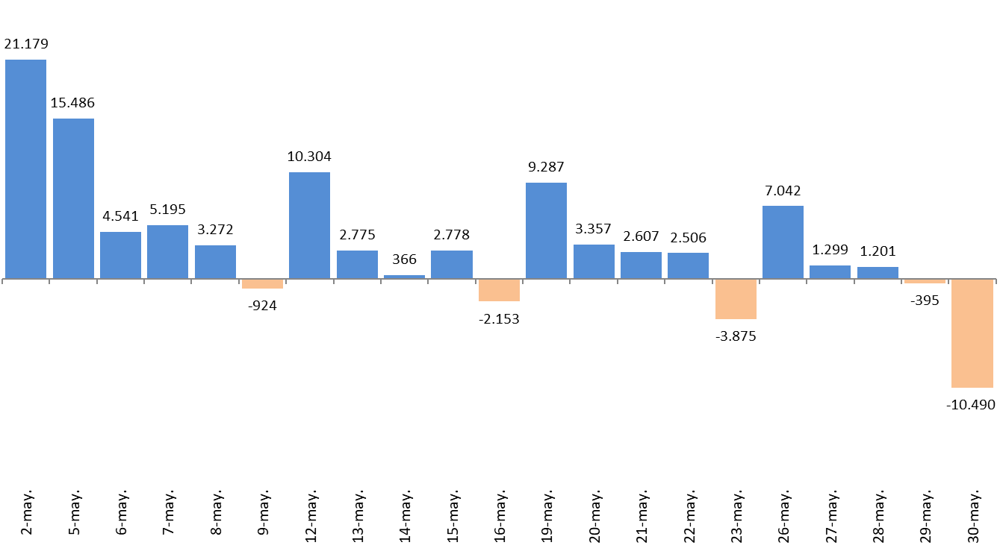 21.179
15.486
4.541
5.195
3.272
-924
10.304
2.775
366
2.778
-2.153
9.287
3.357
2.607
2.506
-3.875
7.042
1.299
1.201
-395
-10.490
2-may.
5-may.
6-may.
7-may.
8-may.
9-may.
12-may.
13-may.
14-may.
15-may.
16-may.
19-may.
20-may.
21-may.
22-may.
23-may.
26-may.
27-may.
28-may.
29-may.
30-may.